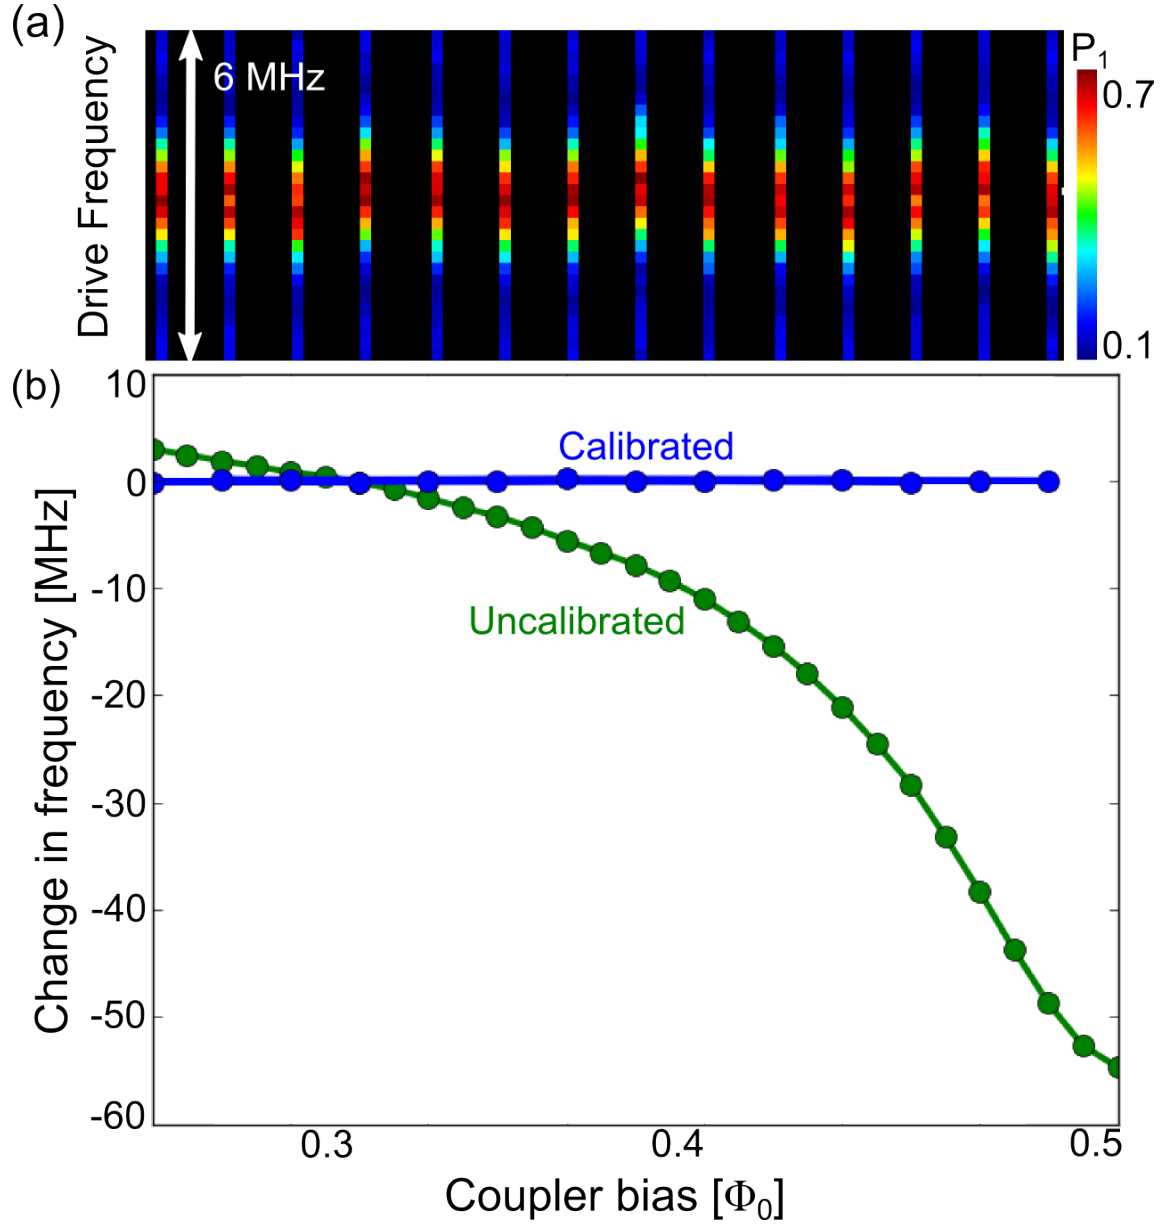 (a)
Drive Frequency
6 MHz
P1
0.7
0.1
(b)
Change in frequency [MHz]
10
0
-10
-20
-30
-40
-50
-60
Calibrated
Uncalibrated
0.3
0.4
0.5
Coupler bias [Φ0]